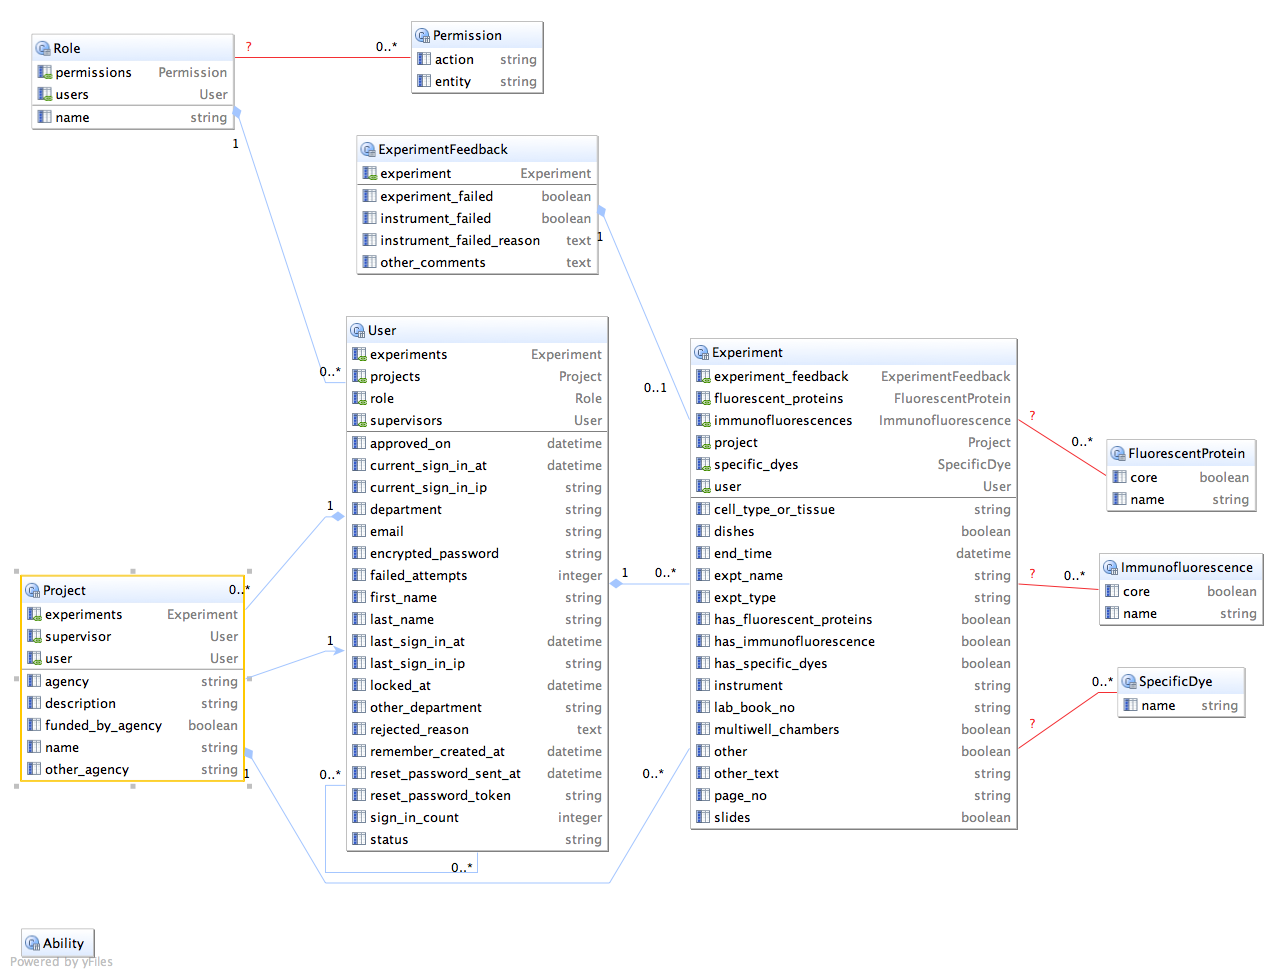 Role
permissions Permission
users User
name string
? 0..*
Permission
action string
entity string
1
ExperimentFeedback
experiment Experiment
experiment_failed boolean
instrument_failed boolean
instrument_failed_reason text
other_comments text
1
0..*
0..1
User
experiments Experiment
projects Project
role Role
supervisors User
approved_on datetime
current_sign_in_at datetime
current_sign_in_ip string
department string
email string
encrypted_password string
failed_attempts integer
first_name string
last_name string
last_sign_in_at datetime
last_sign_in_ip string
locked_at datetime
other_department string
rejected_reason text
remember_created_at datetime
reset_password_sent_at datetime
reset_password_token string
sign_in_count integer
status string
1
1
0..*
0..*
1 0..*
0..*
Experiment
experiment_feedback ExperimentFeedback
fluorescent_proteins FluorescentProtein
immunofluorescences Immunofluorescence
project Project
specific_dyes SpecificDye
user User
cell_type_or_tissue string
dishes boolean
end_time datetime
expt_name string
expt_type string
has_fluorescent_proteins boolean
has_immunofluorescence boolean
has_specific_dyes boolean
instrument string
lab_book_no string
multiwell_chambers boolean
other boolean
other_text string
page_no string
slides boolean
? 0..*
FluorescentProtein
core boolean
name string
? 0..*
Immunofluorescence
core boolean
name string
? 0..*
SpecificDye
name string
Project 0..*
experiments Experiment
supervisor User
user User
agency string
description string
funded_by_agency boolean
name string
other_agency string
1
Ability
Powered by yFiles